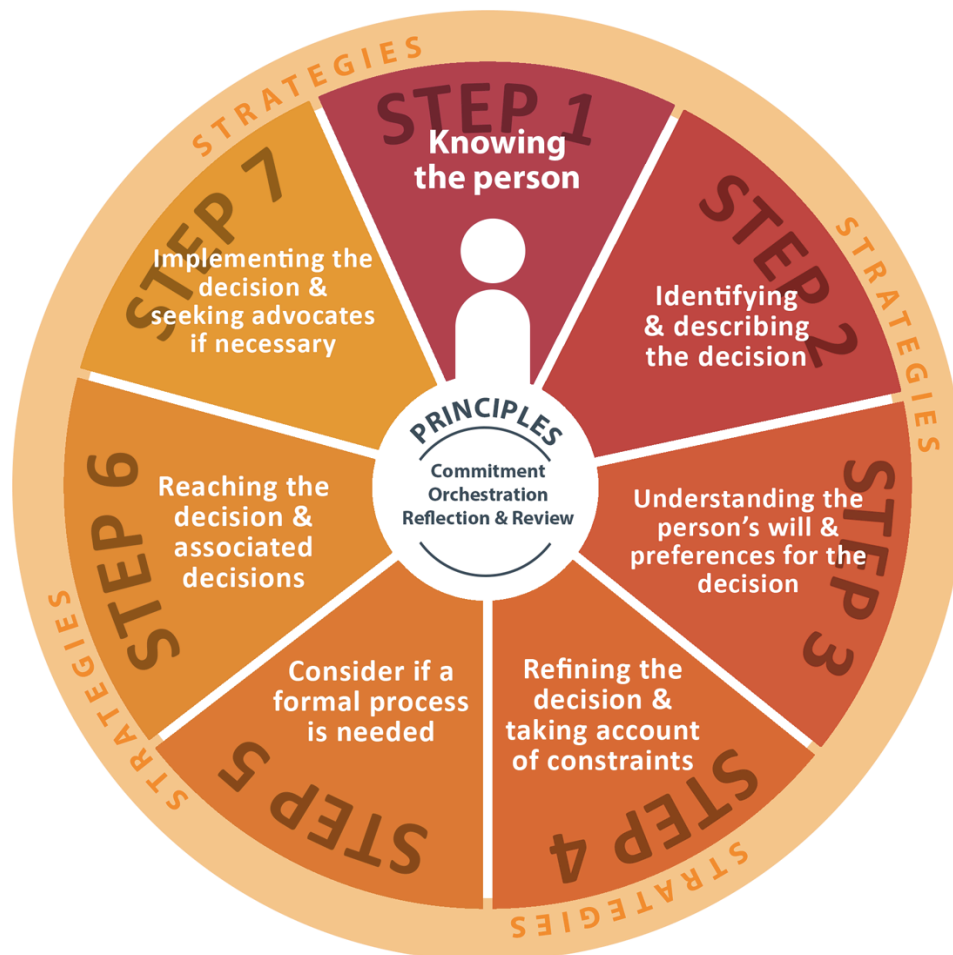 STRATEGIES
STEP 1
Knowing
the person
STEP 2
Identifying
& describing
the decision
STRATEGIES
STEP 3
Understanding the
person's will &
preferences for the
decision
STEP 4
Refining the
decision &
taking account
of constraints
STRATEGIES
STEP 5
Consider if a
formal process
is needed
STEP 6
Reaching the
decision &
associated
decisions
STRATEGIES
STEP 7
Implementing the
decision &
seeking advocates
if necessary
PRINCIPLES
Commitment
Orchestration
Reflection & Review